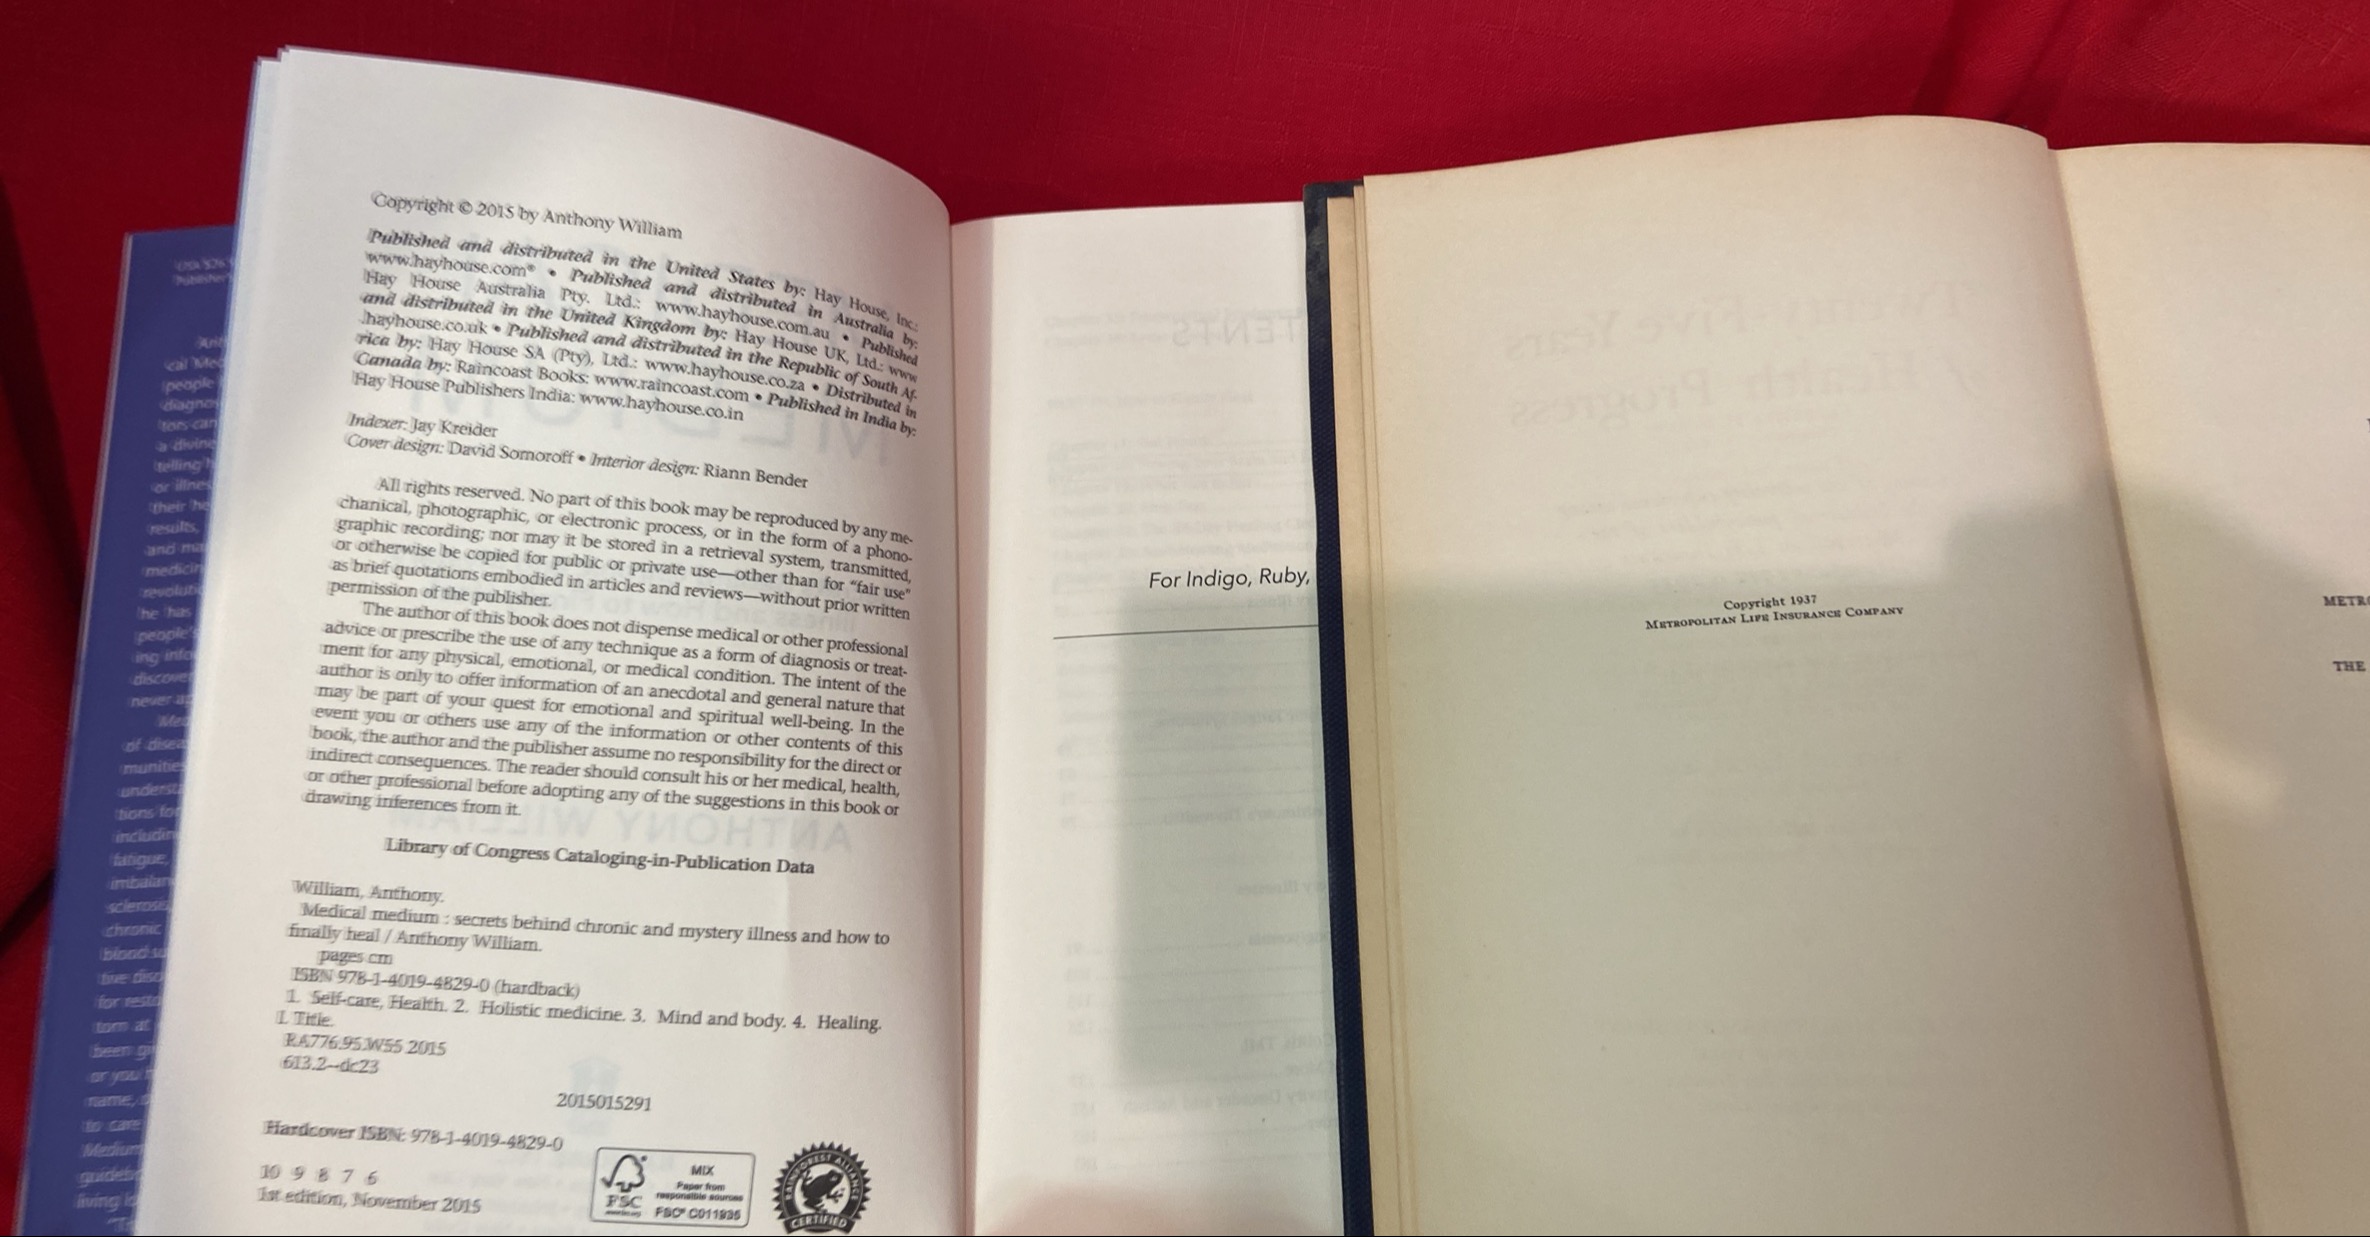 Copyright © 2015 by Anthony William
Published and distributed in the United States by: Hay House, Inc.:
www.hayhouse.com® • Published and distributed in Australia by:
Hay House Australia Pty. Ltd.: www.hayhouse.com.au • Published
and distributed in the United Kingdom by: Hay House UK, Ltd.: www
.hayhouse.co.uk • Published and distributed in the Republic of South Af-
rica by: Hay House SA (Pty), Ltd.: www.hayhouse.co.za • Distributed in
Canada by: Raincoast Books: www.raincoast.com • Published in India by:
Hay House Publishers India: www.hayhouse.co.in
Indexer: Jay Kreider
Cover design: David Somoroff • Interior design: Riann Bender
All rights reserved. No part of this book may be reproduced by any me-
chanical, photographic, or electronic process, or in the form of a phono-
graphic recording; nor may it be stored in a retrieval system, transmitted,
or otherwise be copied for public or private use—other than for “fair use”
as brief quotations embodied in articles and reviews—without prior written
permission of the publisher.
The author of this book does not dispense medical or other professional
advice or prescribe the use of any technique as a form of diagnosis or treat-
ment for any physical, emotional, or medical condition. The intent of the
author is only to offer information of an anecdotal and general nature that
may be part of your quest for emotional and spiritual well-being. In the
event you or others use any of the information or other contents of this
book, the author and the publisher assume no responsibility for the direct or
indirect consequences. The reader should consult his or her medical, health,
or other professional before adopting any of the suggestions in this book or
drawing inferences from it.
Library of Congress Cataloging-in-Publication Data
William, Anthony.
Medical medium : secrets behind chronic and mystery illness and how to
finally heal / Anthony William.
pages cm
ISBN 978-1-4019-4829-0 (hardback)
1. Self-care, Health. 2. Holistic medicine. 3. Mind and body. 4. Healing.
I. Title.
RA776.95.W55 2015
613.2--dc23
2015015291
Hardcover ISBN: 978-1-4019-4829-0
10 9 8 7 6
1st edition, November 2015
FSC
MIX
Paper from
responsible sources
FSC® C011935
RAINFOREST ALLIANCE
CERTIFIED
For Indigo, Ruby,
Copyright 1937
METROPOLITAN LIFE INSURANCE COMPANY
METRO
THE